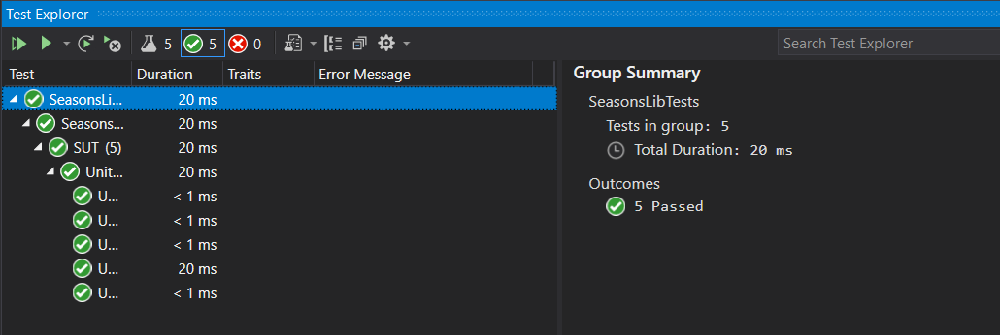 Test Explorer
5 5 0
Search Test Explorer
Test Duration Traits Error Message
SeasonsLi... 20 ms
Seasons... 20 ms
SUT (5) 20 ms
Unit... 20 ms
U... < 1 ms
U... < 1 ms
U... < 1 ms
U... 20 ms
U... < 1 ms
Group Summary
SeasonsLibTests
Tests in group: 5
Total Duration: 20 ms
Outcomes
5 Passed